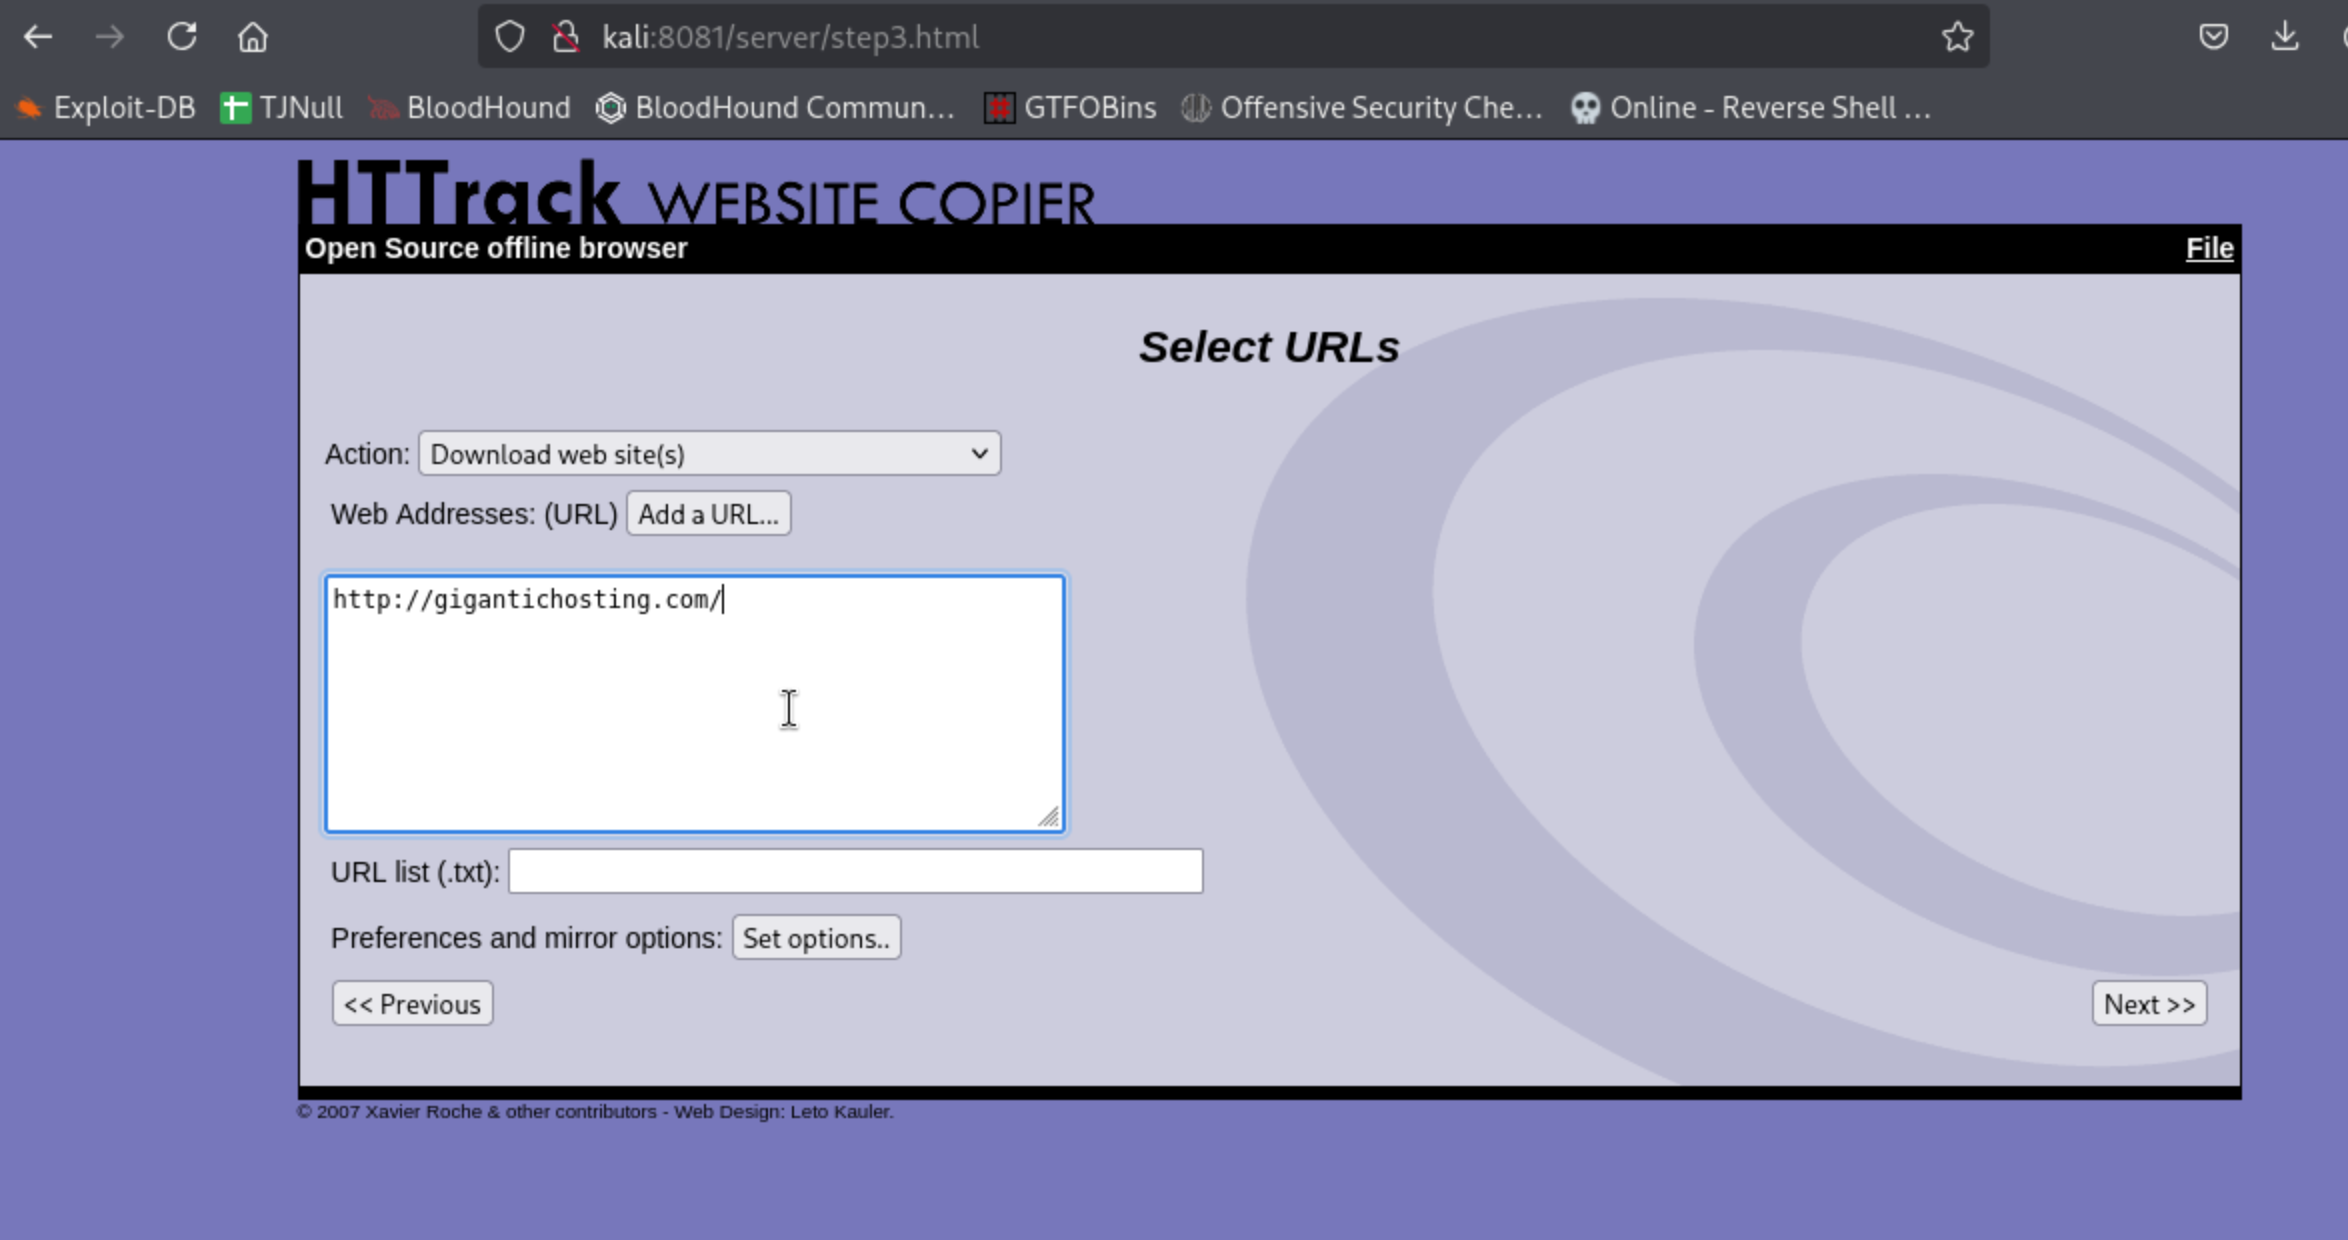 kali:8081/server/step3.html
Exploit-DB TJNull BloodHound BloodHound Commun... GTFOBins Offensive Security Che... Online - Reverse Shell ...
HTTrack WEBSITE COPIER
Open Source offline browser File
Select URLs
Action: Download web site(s)
Web Addresses: (URL) Add a URL...
http://gigantichosting.com/
URL list (.txt):
Preferences and mirror options: Set options..
<< Previous Next >>
© 2007 Xavier Roche & other contributors - Web Design: Leto Kauler.